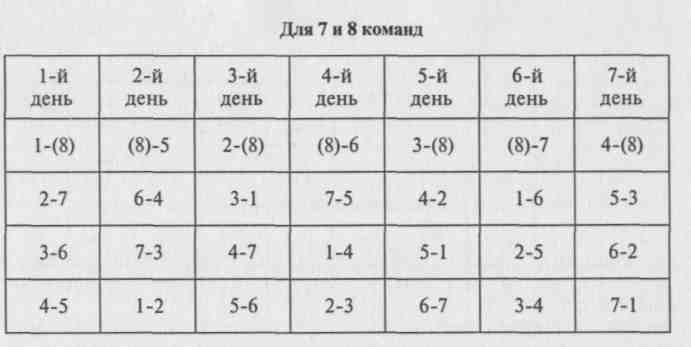 Для 7 и 8 команд
1-й день 2-й день 3-й день 4-й день 5-й день 6-й день 7-й день
1-(8) (8)-5 2-(8) (8)-6 3-(8) (8)-7 4-(8)
2-7 6-4 3-1 7-5 4-2 1-6 5-3
3-6 7-3 4-7 1-4 5-1 2-5 6-2
4-5 1-2 5-6 2-3 6-7 3-4 7-1